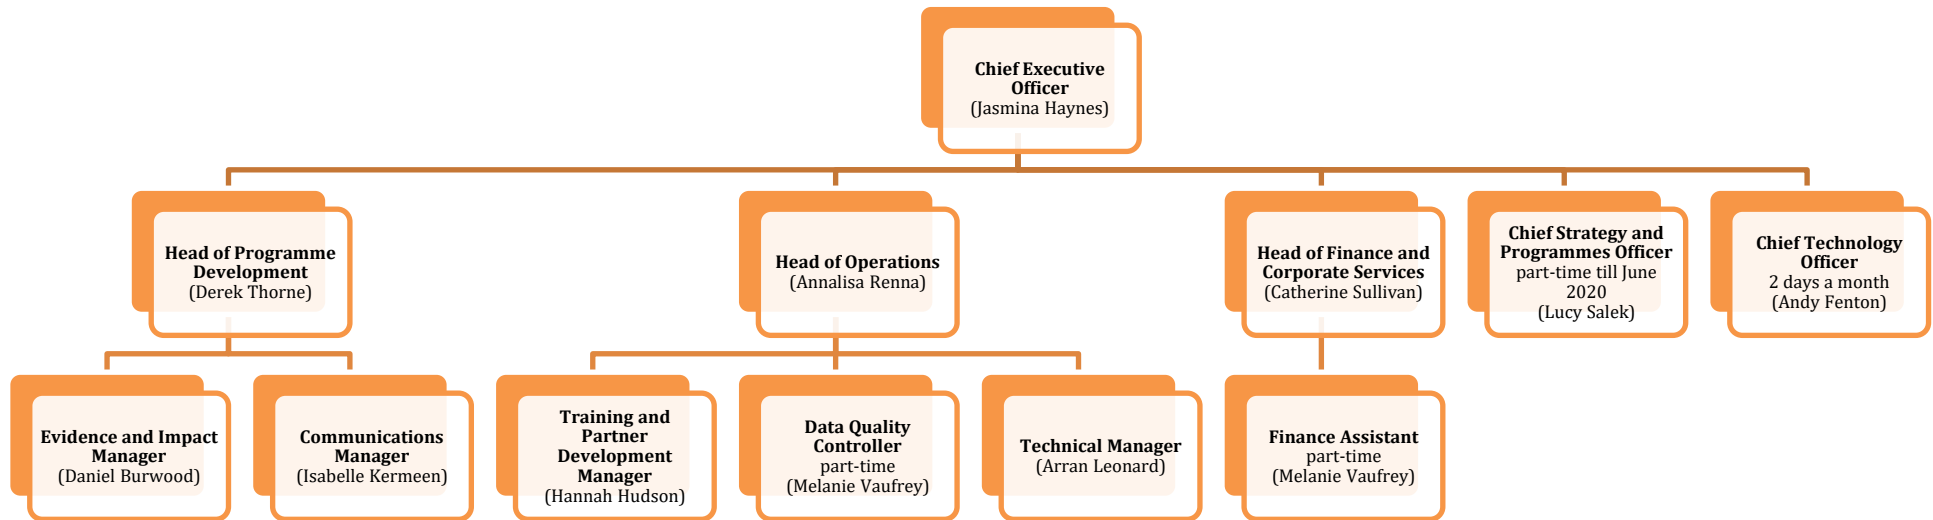 Chief Executive
Officer
(Jasmina Haynes)
Head of Programme
Development
(Derek Thorne)
Head of Operations
(Annalisa Renna)
Head of Finance and
Corporate Services
(Catherine Sullivan)
Chief Strategy and
Programmes Officer
part-time till June
2020
(Lucy Salek)
Chief Technology
Officer
2 days a month
(Andy Fenton)
Evidence and Impact
Manager
(Daniel Burwood)
Communications
Manager
(Isabelle Kermeen)
Training and
Partner
Development
Manager
(Hannah Hudson)
Data Quality
Controller
part-time
(Melanie Vaufrey)
Technical Manager
(Arran Leonard)
Finance Assistant
part-time
(Melanie Vaufrey)